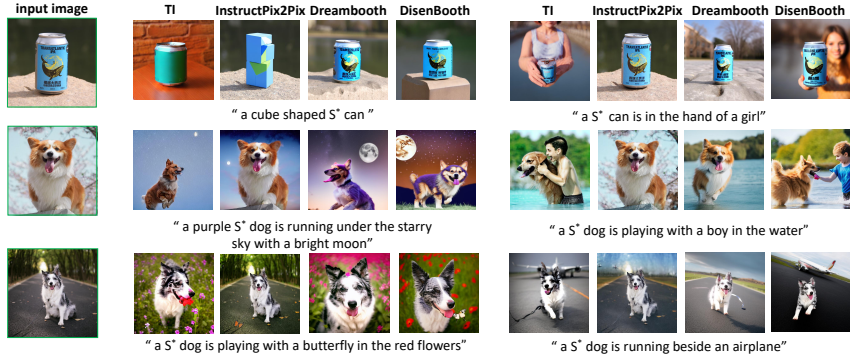 input image
TI InstructPix2Pix Dreambooth DisenBooth
TI InstructPix2Pix Dreambooth DisenBooth
“ a cube shaped S* can ”
“ a S* can is in the hand of a girl”
“ a purple S* dog is running under the starry
sky with a bright moon”
“ a S* dog is playing with a boy in the water”
“ a S* dog is playing with a butterfly in the red flowers”
“ a S* dog is running beside an airplane”